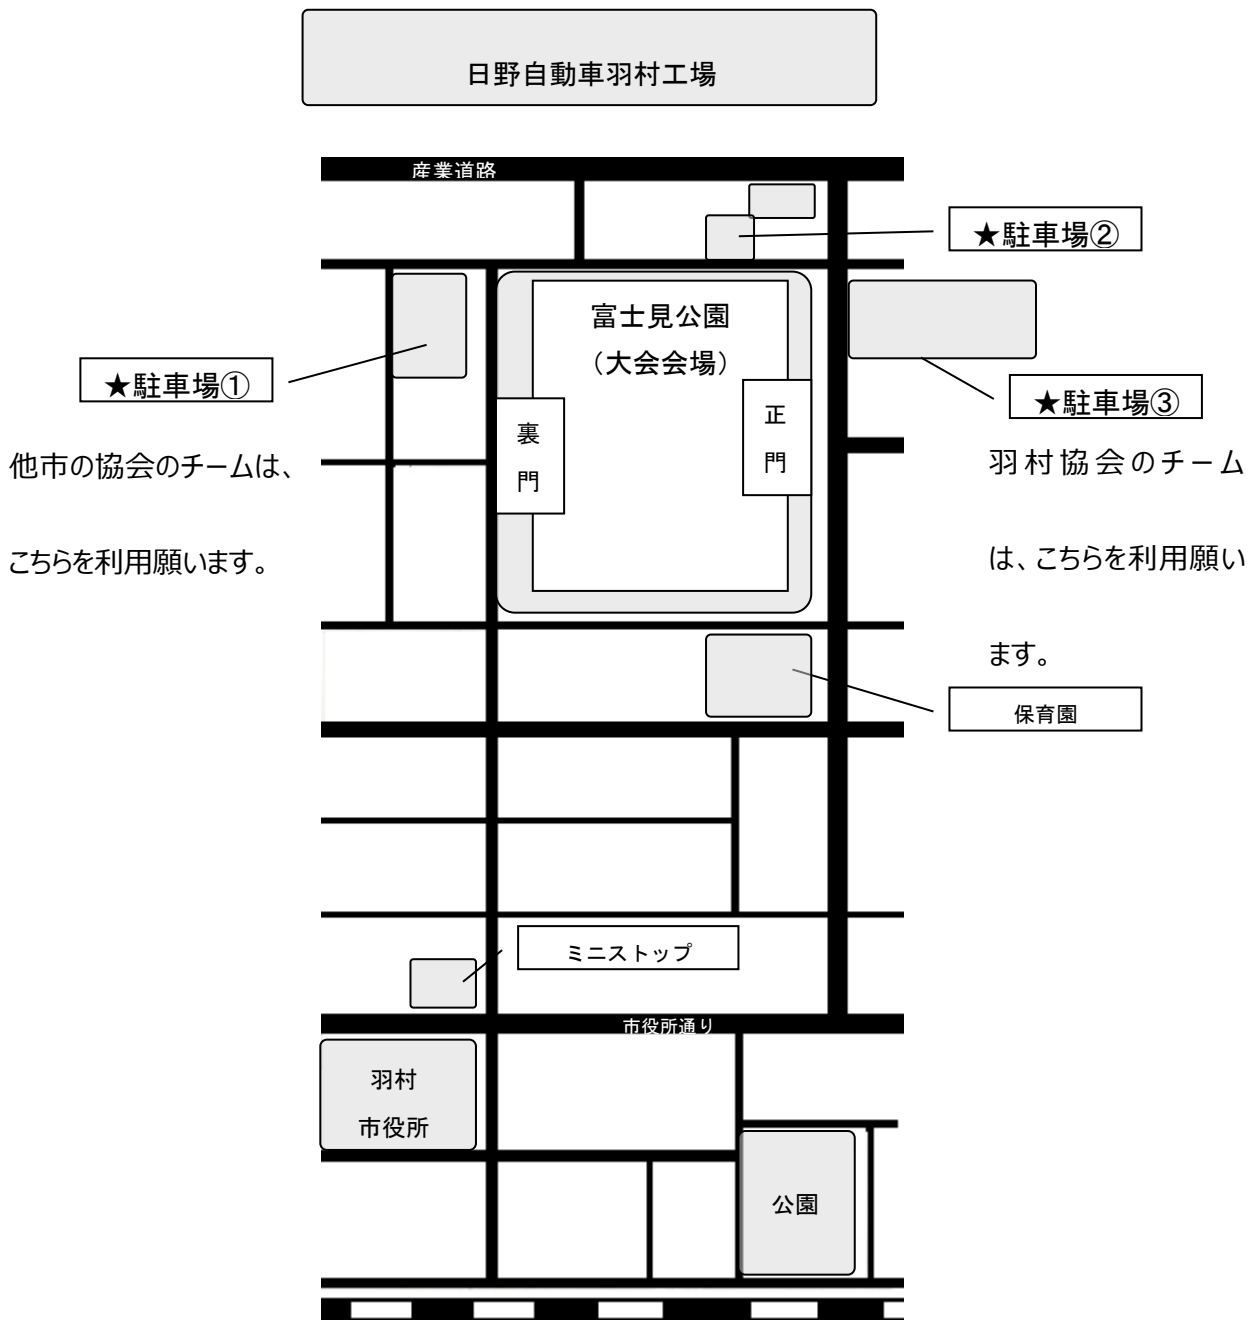 日野自動車羽村工場
産業道路
★駐車場②
富士見公園
（大会会場）
★駐車場①
★駐車場③
正
門
裏
門
他市の協会のチームは、
こちらを利用願います。
羽村協会のチーム
は、こちらを利用願い
ます。
保育園
ミニストップ
市役所通り
羽村
市役所
公園